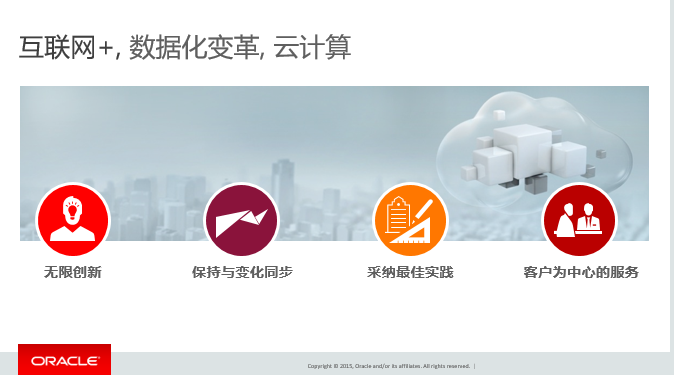 互联网+, 数据化变革, 云计算
无限创新
保持与变化同步
采纳最佳实践
客户为中心的服务
ORACLE
Copyright © 2015, Oracle and/or its affiliates. All rights reserved. |